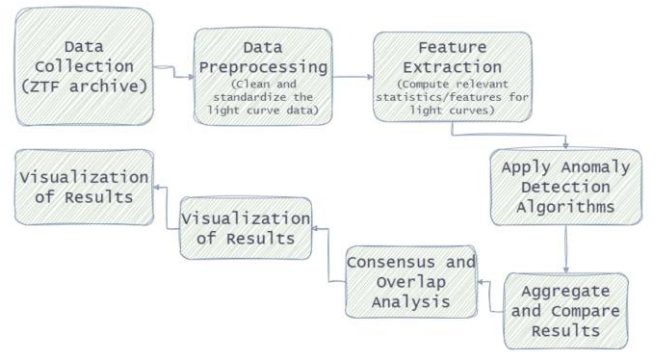 Data
Collection
(ZTF archive)
Data
Preprocessing
(Clean and
standardize the
light curve data)
Feature
Extraction
(Compute relevant
statistics/features for
light curves)
Apply Anomaly
Detection
Algorithms
Aggregate
and Compare
Results
Consensus and
Overlap
Analysis
Visualization
of Results
Visualization
of Results